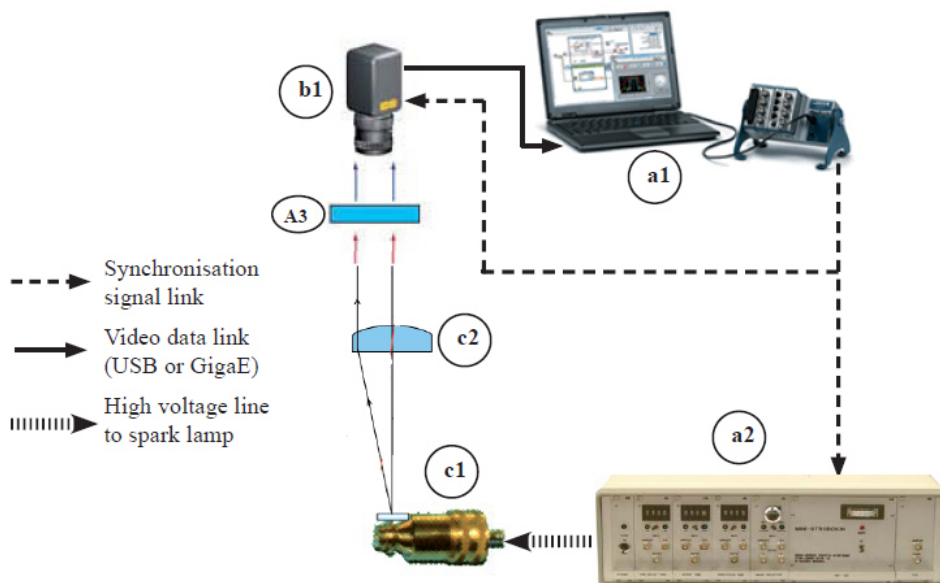 b1
a1
A3
Synchronisation
signal link
c2
Video data link
(USB or GigaE)
High voltage line
to spark lamp
a2
c1